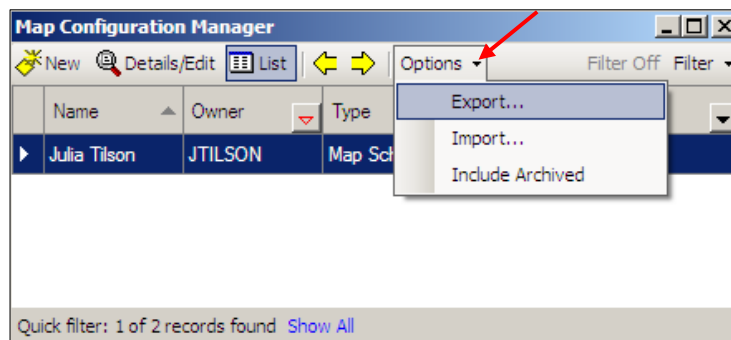 Map Configuration Manager
New Details/Edit List Options Filter Off Filter
Export...
Name Owner Type
Import...
Julia Tilson JTILSON Map Sch
Include Archived
Quick filter: 1 of 2 records found Show All